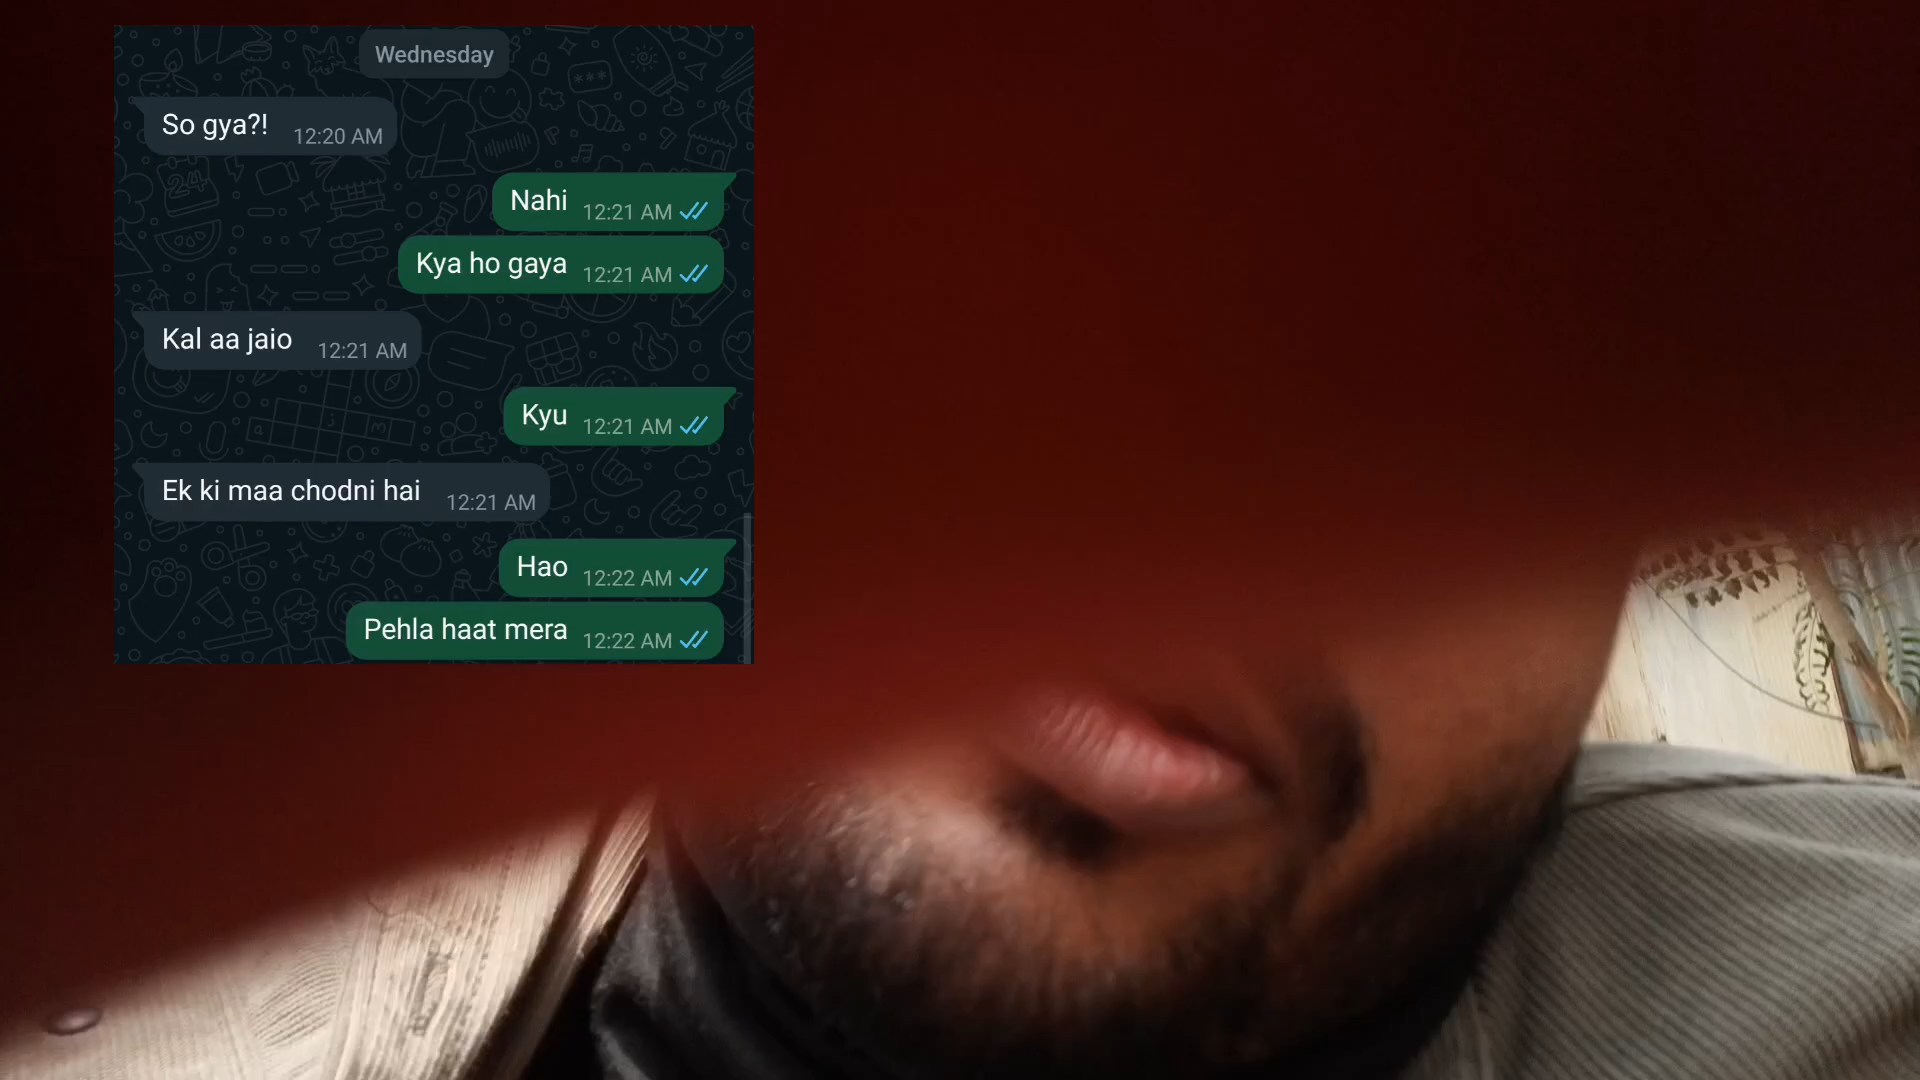 Wednesday
So gya?! 12:20 AM
Nahi 12:21 AM
Kya ho gaya 12:21 AM
Kal aa jaio 12:21 AM
Kyu 12:21 AM
Ek ki maa chodni hai 12:21 AM
Hao 12:22 AM
Pehla haat mera 12:22 AM